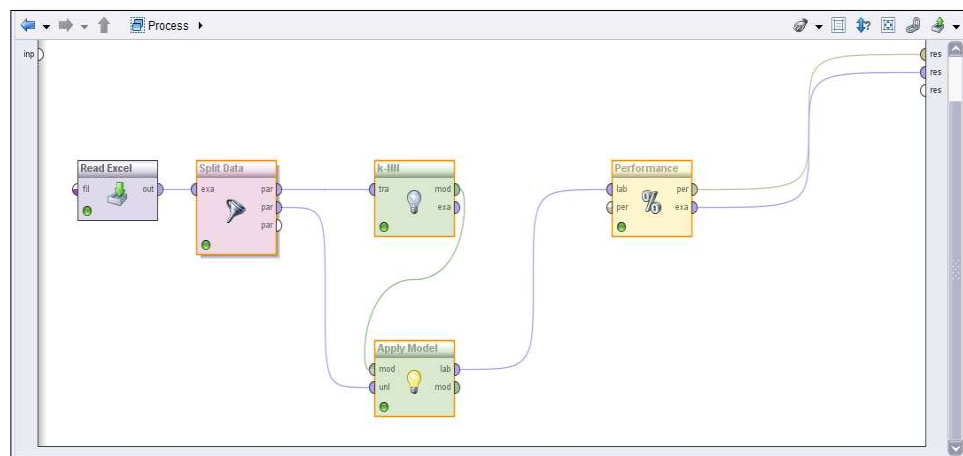 Process
inp
res
res
res
Read Excel
fil
out
Split Data
exa
par
par
par
k-NN
tra
mod
exa
Performance
lab
per
per
exa
%
Apply Model
mod
lab
unl
mod